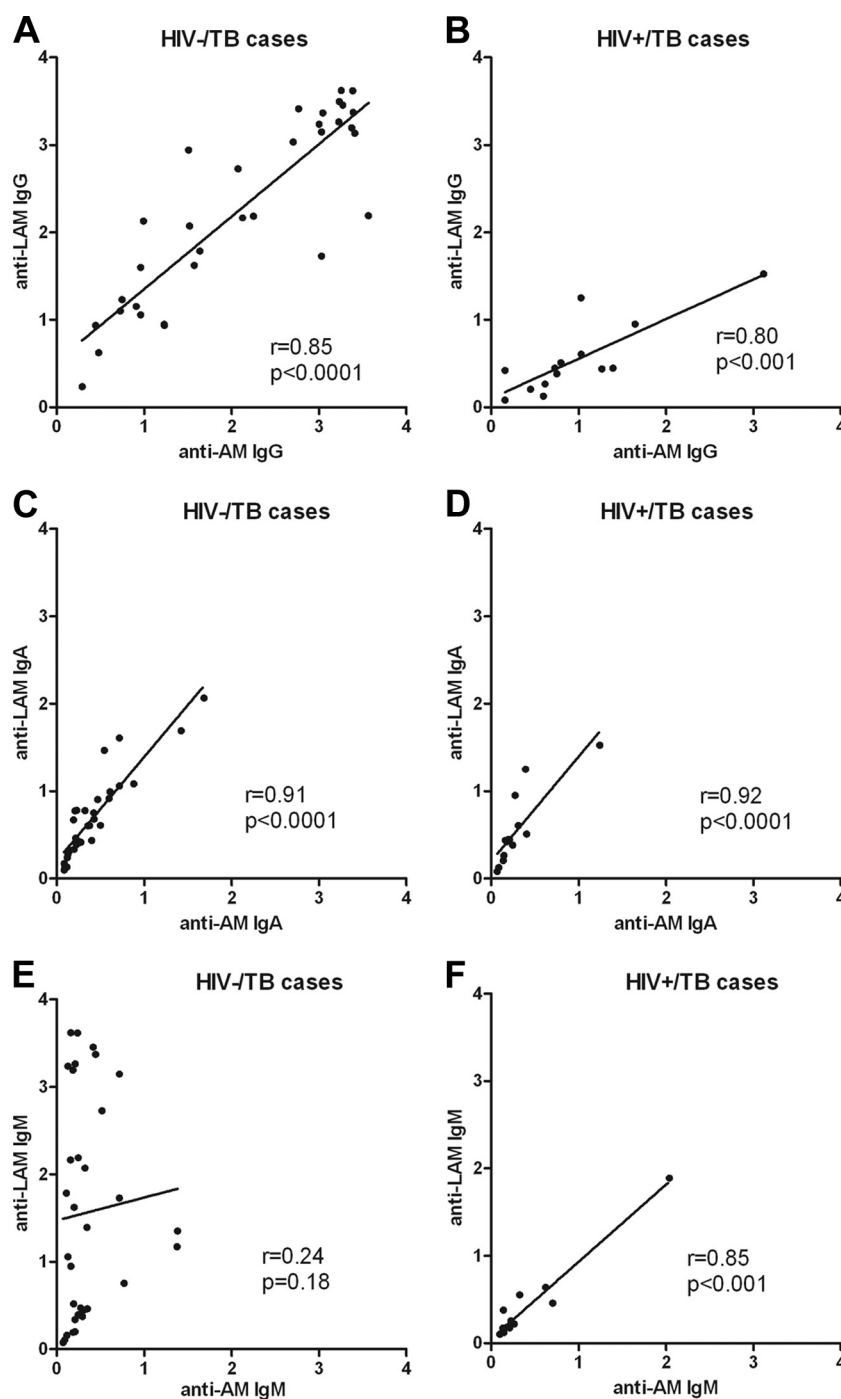 A
HIV-/TB cases
4
3
2
1
0
anti-LAM IgG
r=0.85
p<0.0001
0 1 2 3 4
anti-AM IgG
B
HIV+/TB cases
4
3
2
1
0
anti-LAM IgG
r=0.80
p<0.001
0 1 2 3 4
anti-AM IgG
C
HIV-/TB cases
4
3
2
1
0
anti-LAM IgA
r=0.91
p<0.0001
0 1 2 3 4
anti-AM IgA
D
HIV+/TB cases
4
3
2
1
0
anti-LAM IgA
r=0.92
p<0.0001
0 1 2 3 4
anti-AM IgA
E
HIV-/TB cases
4
3
2
1
0
anti-LAM IgM
r=0.24
p=0.18
0 1 2 3 4
anti-AM IgM
F
HIV+/TB cases
4
3
2
1
0
anti-LAM IgM
r=0.85
p<0.001
0 1 2 3 4
anti-AM IgM